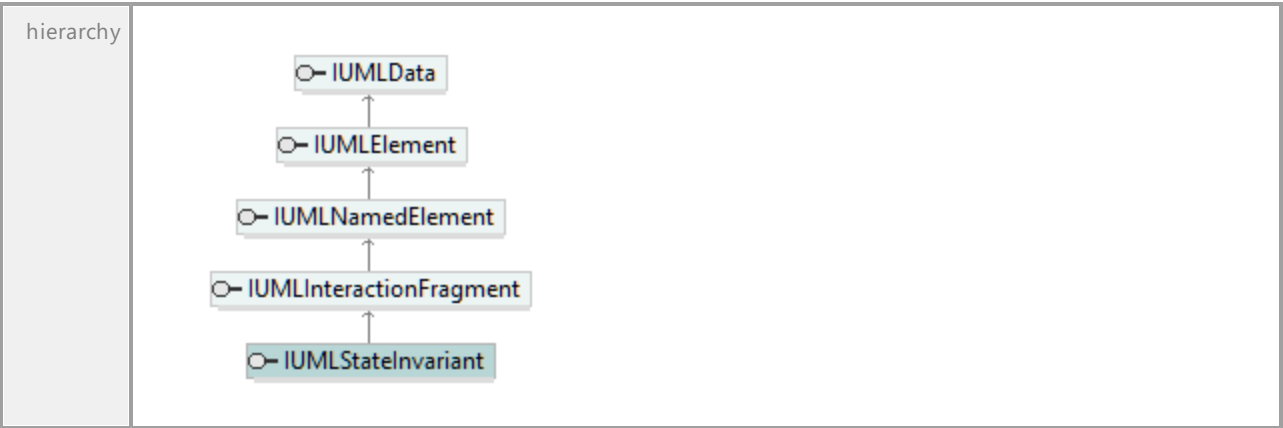 hierarchy
IUMLData
IUMLElement
IUMLNamedElement
IUMLInteractionFragment
IUMLStateInvariant